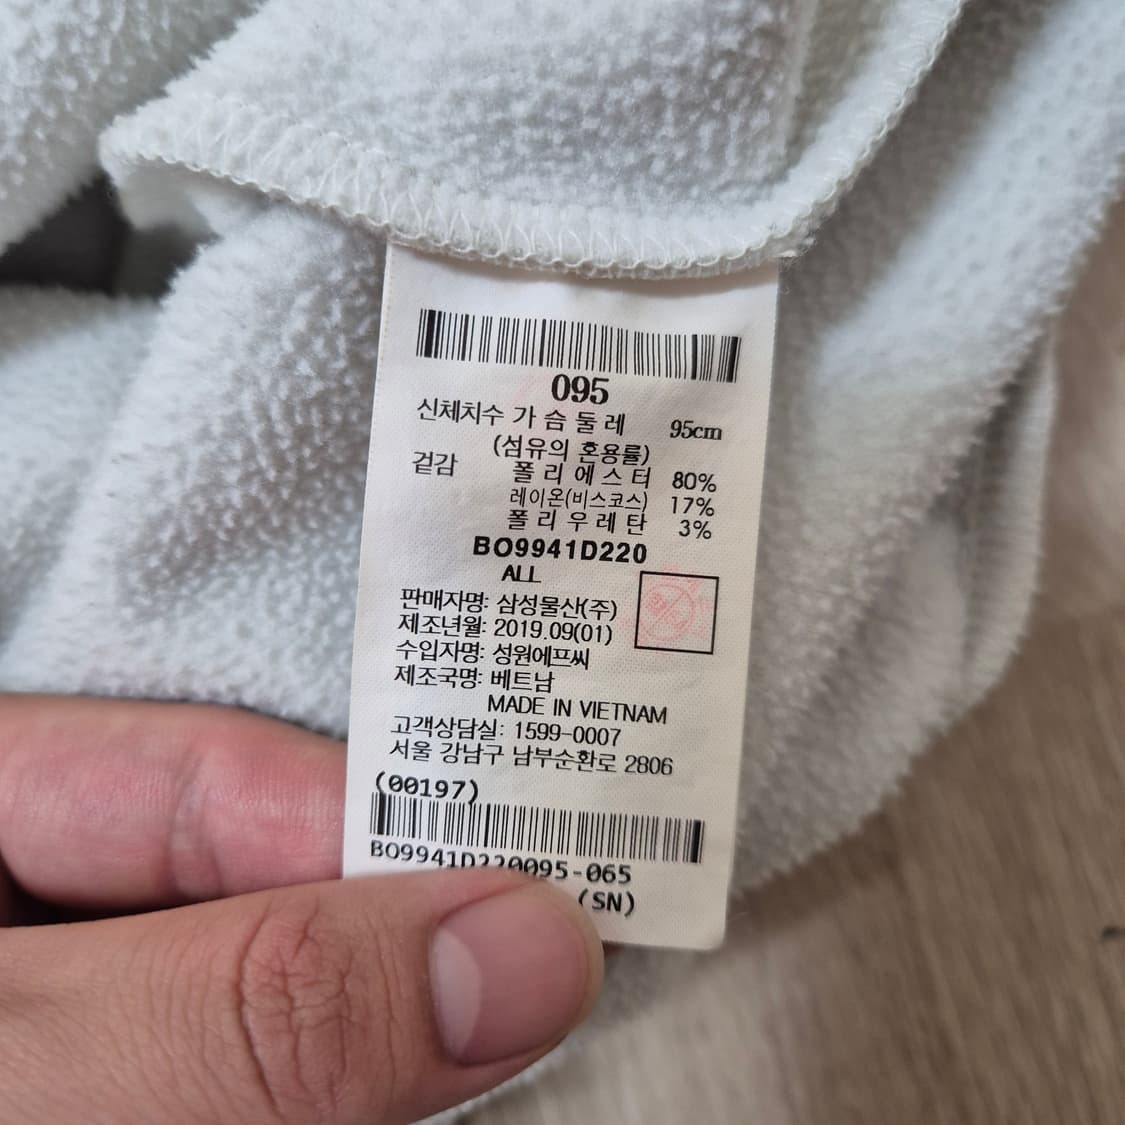 095
신체치수 가 슴 둘 레 95cm
(섬유의 혼용률)
겉감 폴 리 에 스 터 80%
레이온(비스코스) 17%
폴 리 우 레 탄 3%
BO9941D220
ALL
판매자명: 삼성물산(주)
제조년월: 2019.09(01)
수입자명: 성원에프씨
제조국명: 베트남
MADE IN VIETNAM
고객상담실: 1599-0007
서울 강남구 남부순환로 2806
(00197)
BO9941D220095-065
(SN)